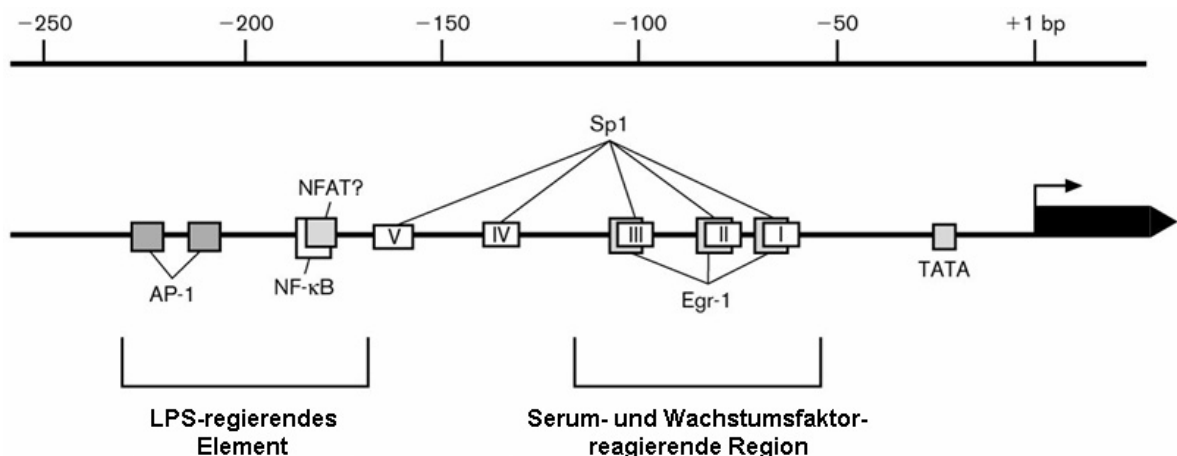 −250 −200 −150 −100 −50 +1 bp
Sp1
NFAT?
V IV III II I
AP-1 NF-κB Egr-1 TATA
LPS-regierendes
Element
Serum- und Wachstumsfaktor-
reagierende Region